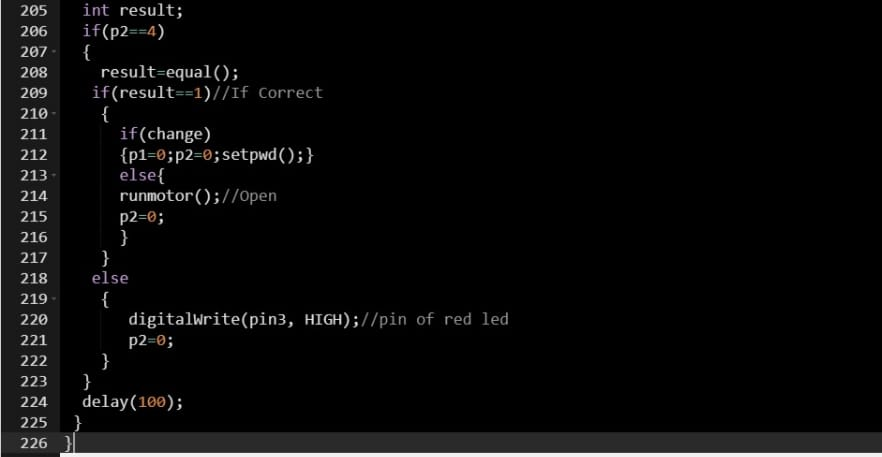 205 int result;
206 if(p2==4)
207 {
208 result=equal();
209 if(result==1)//If Correct
210 {
211 if(change)
212 {p1=0;p2=0;setpwd();}
213 else{
214 runmotor();//Open
215 p2=0;
216 }
217 }
218 else
219 {
220 digitalWrite(pin3, HIGH);//pin of red led
221 p2=0;
222 }
223 }
224 delay(100);
225 }
226 }